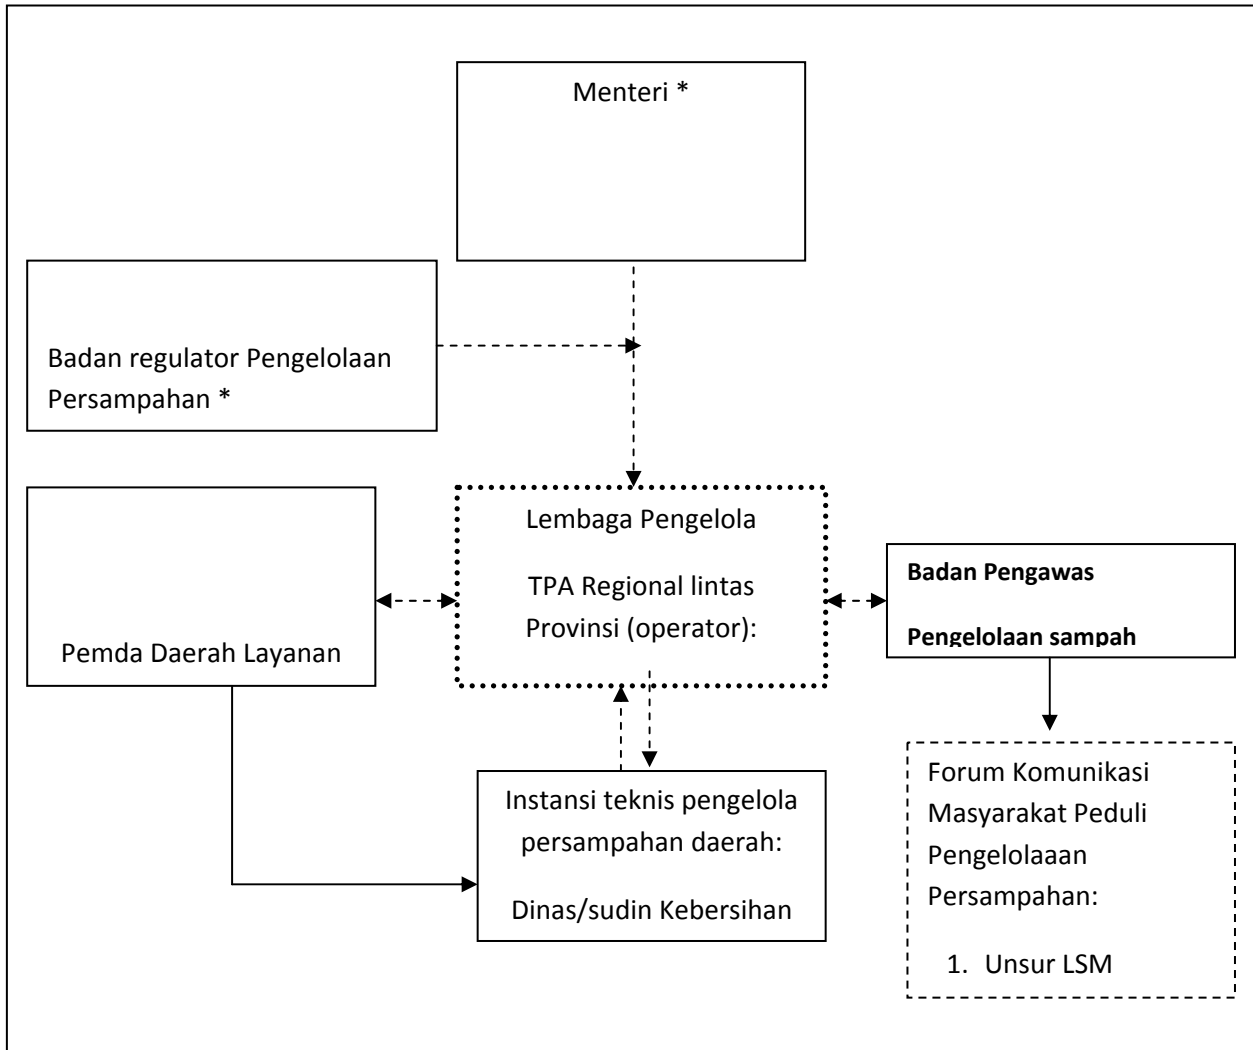 Menteri *
Badan regulator Pengelolaan
Persampahan *
Lembaga Pengelola
TPA Regional lintas
Provinsi (operator):
Badan Pengawas
Pengelolaan sampah
Pemda Daerah Layanan
Forum Komunikasi
Masyarakat Peduli
Pengelolaaan
Persampahan:
1. Unsur LSM
Instansi teknis pengelola
persampahan daerah:
Dinas/sudin Kebersihan